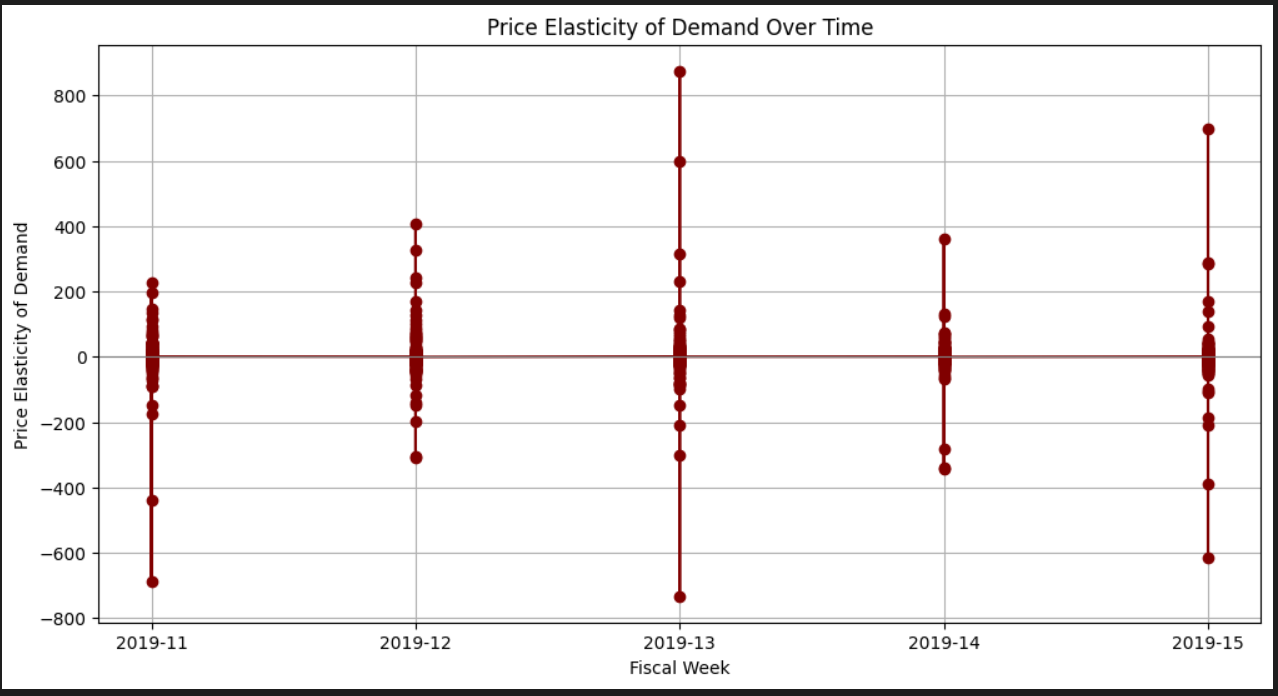 Price Elasticity of Demand Over Time
Price Elasticity of Demand
800
600
400
200
0
−200
−400
−600
−800
2019-11 2019-12 2019-13 2019-14 2019-15
Fiscal Week